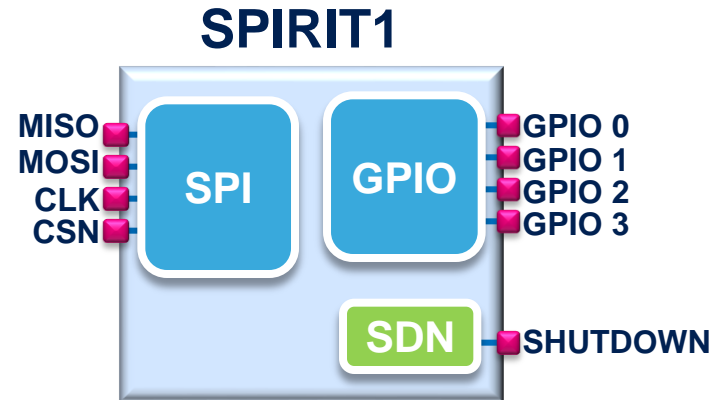 SPIRIT1
MISO
MOSI
CLK
CSN
SPI
GPIO
GPIO 0
GPIO 1
GPIO 2
GPIO 3
SDN
SHUTDOWN